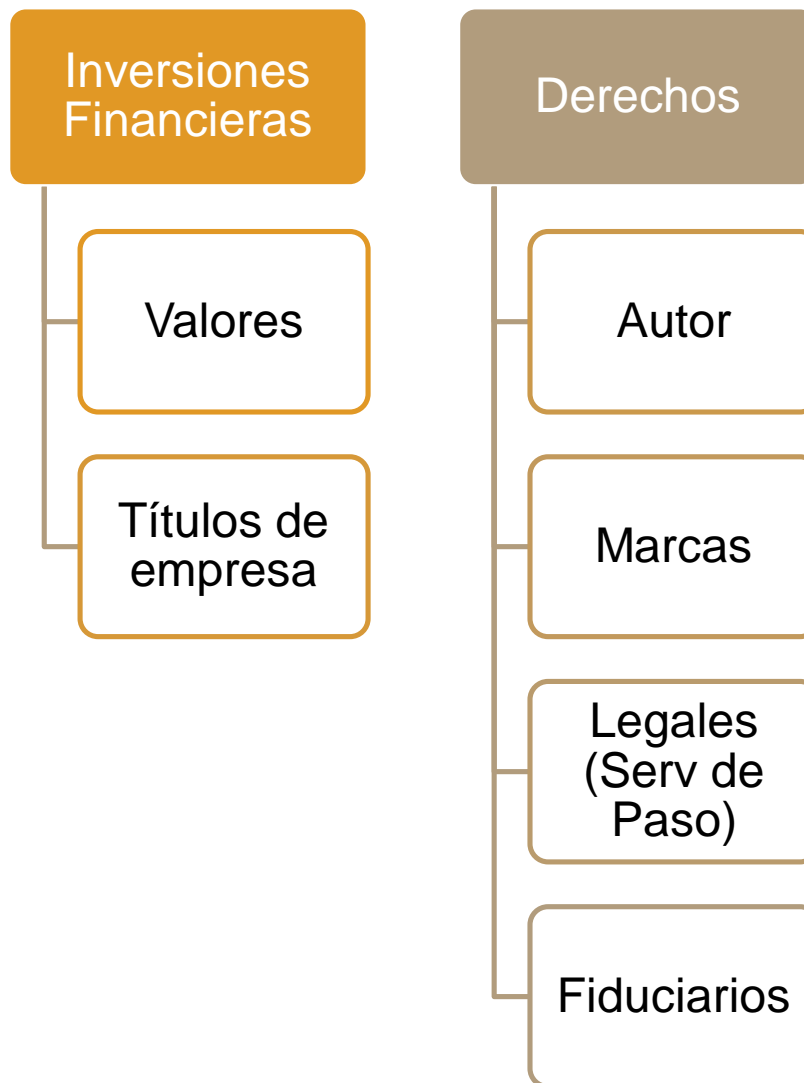 Inversiones
Financieras
Valores
Títulos de
empresa
Derechos
Autor
Marcas
Legales
(Serv de
Paso)
Fiduciarios